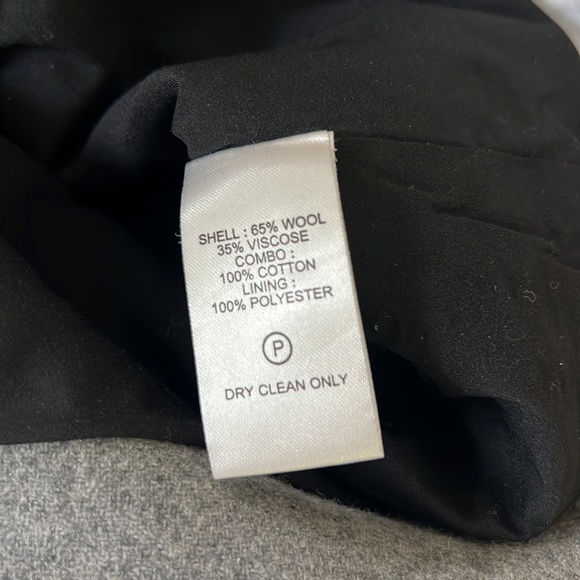 SHELL : 65% WOOL
35% VISCOSE
COMBO :
100% COTTON
LINING :
100% POLYESTER
P
DRY CLEAN ONLY